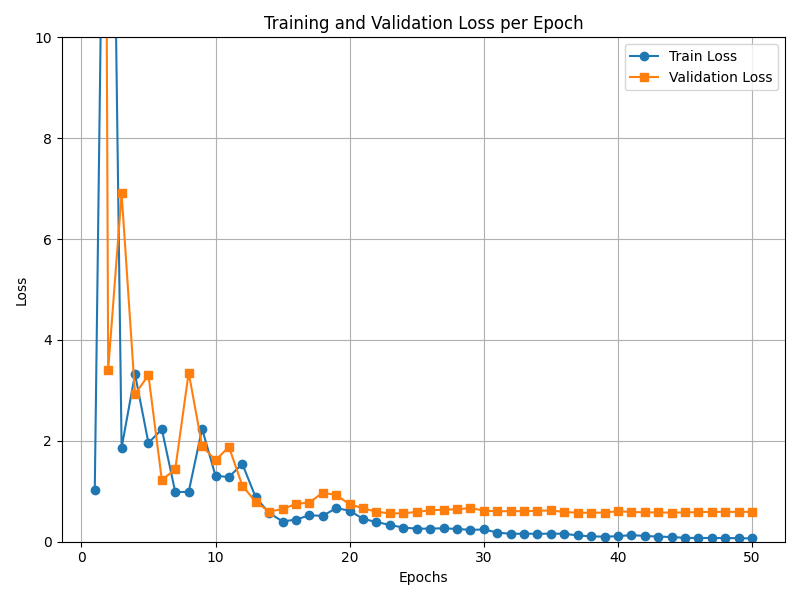 Training and Validation Loss per Epoch
Train Loss
Validation Loss
Loss
10
8
6
4
2
0
0 10 20 30 40 50
Epochs